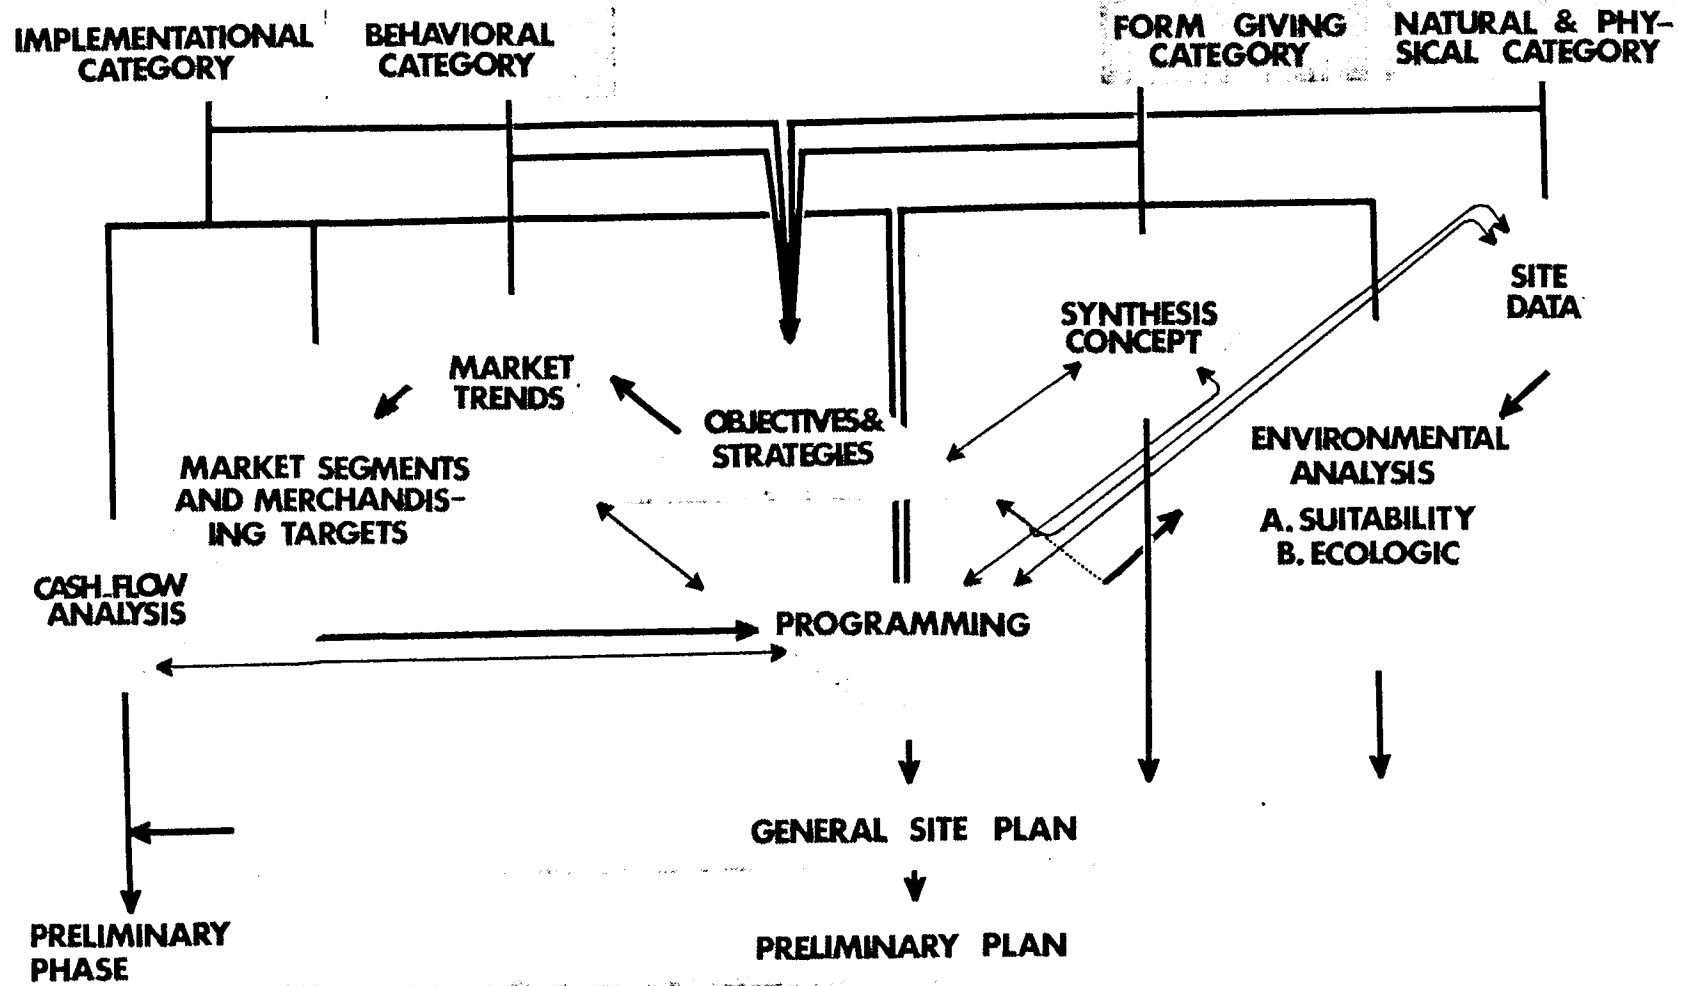 IMPLEMENTATIONAL
CATEGORY
BEHAVIORAL
CATEGORY
FORM GIVING
CATEGORY
NATURAL & PHY-
SICAL CATEGORY
SITE
DATA
SYNTHESIS
CONCEPT
MARKET
TRENDS
OBJECTIVES &
STRATEGIES
ENVIRONMENTAL
ANALYSIS
A. SUITABILITY
B. ECOLOGIC
MARKET SEGMENTS
AND MERCHANDIS-
ING TARGETS
CASH-FLOW
ANALYSIS
PROGRAMMING
GENERAL SITE PLAN
PRELIMINARY
PHASE
PRELIMINARY PLAN